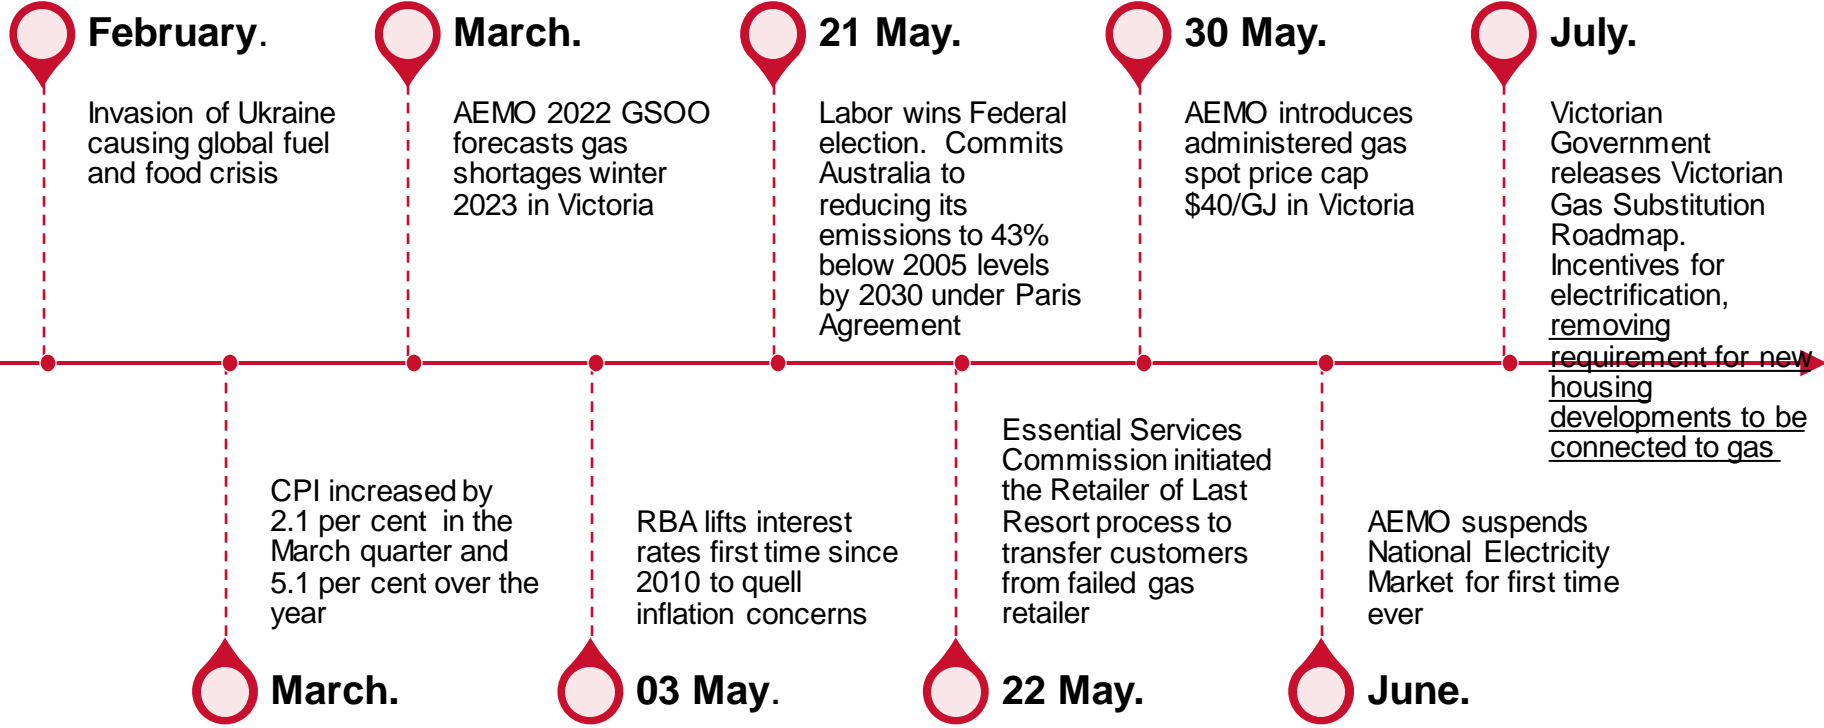 February.
Invasion of Ukraine
causing global fuel
and food crisis
March.
CPI increased by
2.1 per cent in the
March quarter and
5.1 per cent over the
year
March.
AEMO 2022 GSOO
forecasts gas
shortages winter
2023 in Victoria
03 May.
RBA lifts interest
rates first time since
2010 to quell
inflation concerns
21 May.
Labor wins Federal
election. Commits
Australia to
reducing its
emissions to 43%
below 2005 levels
by 2030 under Paris
Agreement
22 May.
Essential Services
Commission initiated
the Retailer of Last
Resort process to
transfer customers
from failed gas
retailer
30 May.
AEMO introduces
administered gas
spot price cap
$40/GJ in Victoria
June.
AEMO suspends
National Electricity
Market for first time
ever
July.
Victorian
Government
releases Victorian
Gas Substitution
Roadmap.
Incentives for
electrification,
removing
requirement for new
housing
developments to be
connected to gas